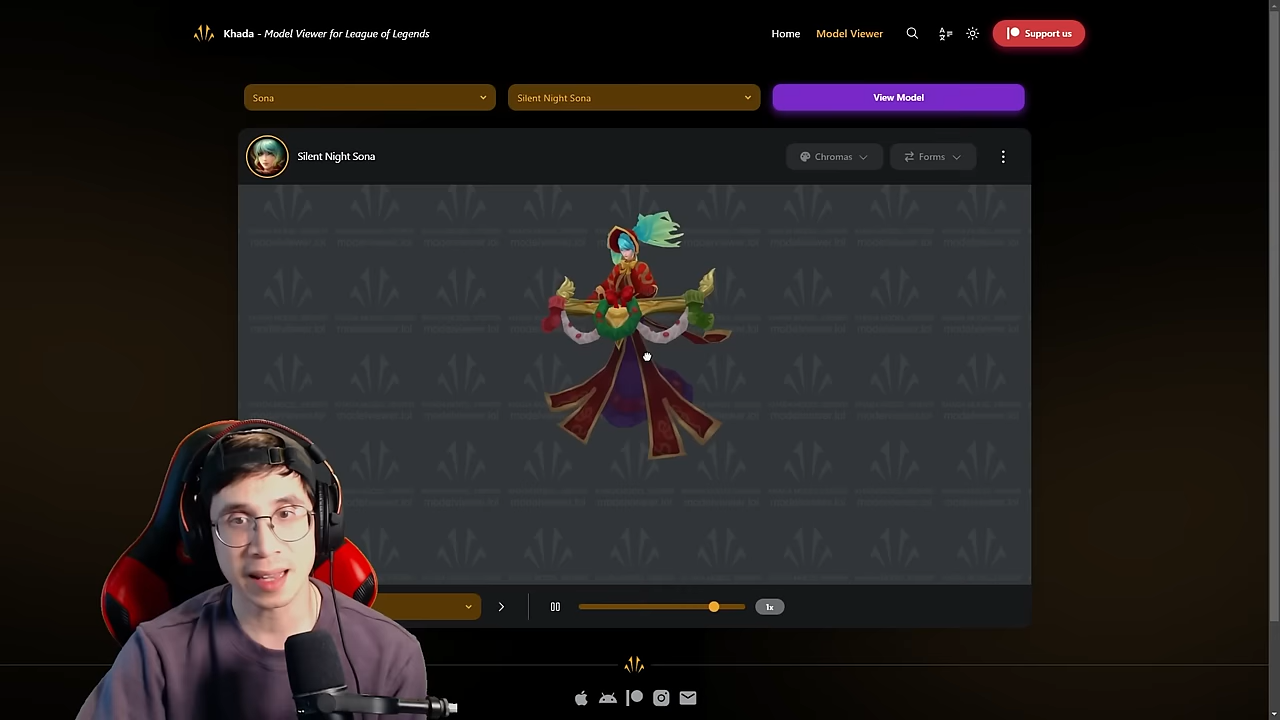 Khada - Model Viewer for League of Legends
Home
Model Viewer
Support us
Sona
Silent Night Sona
View Model
Silent Night Sona
Chromas
Forms
1x